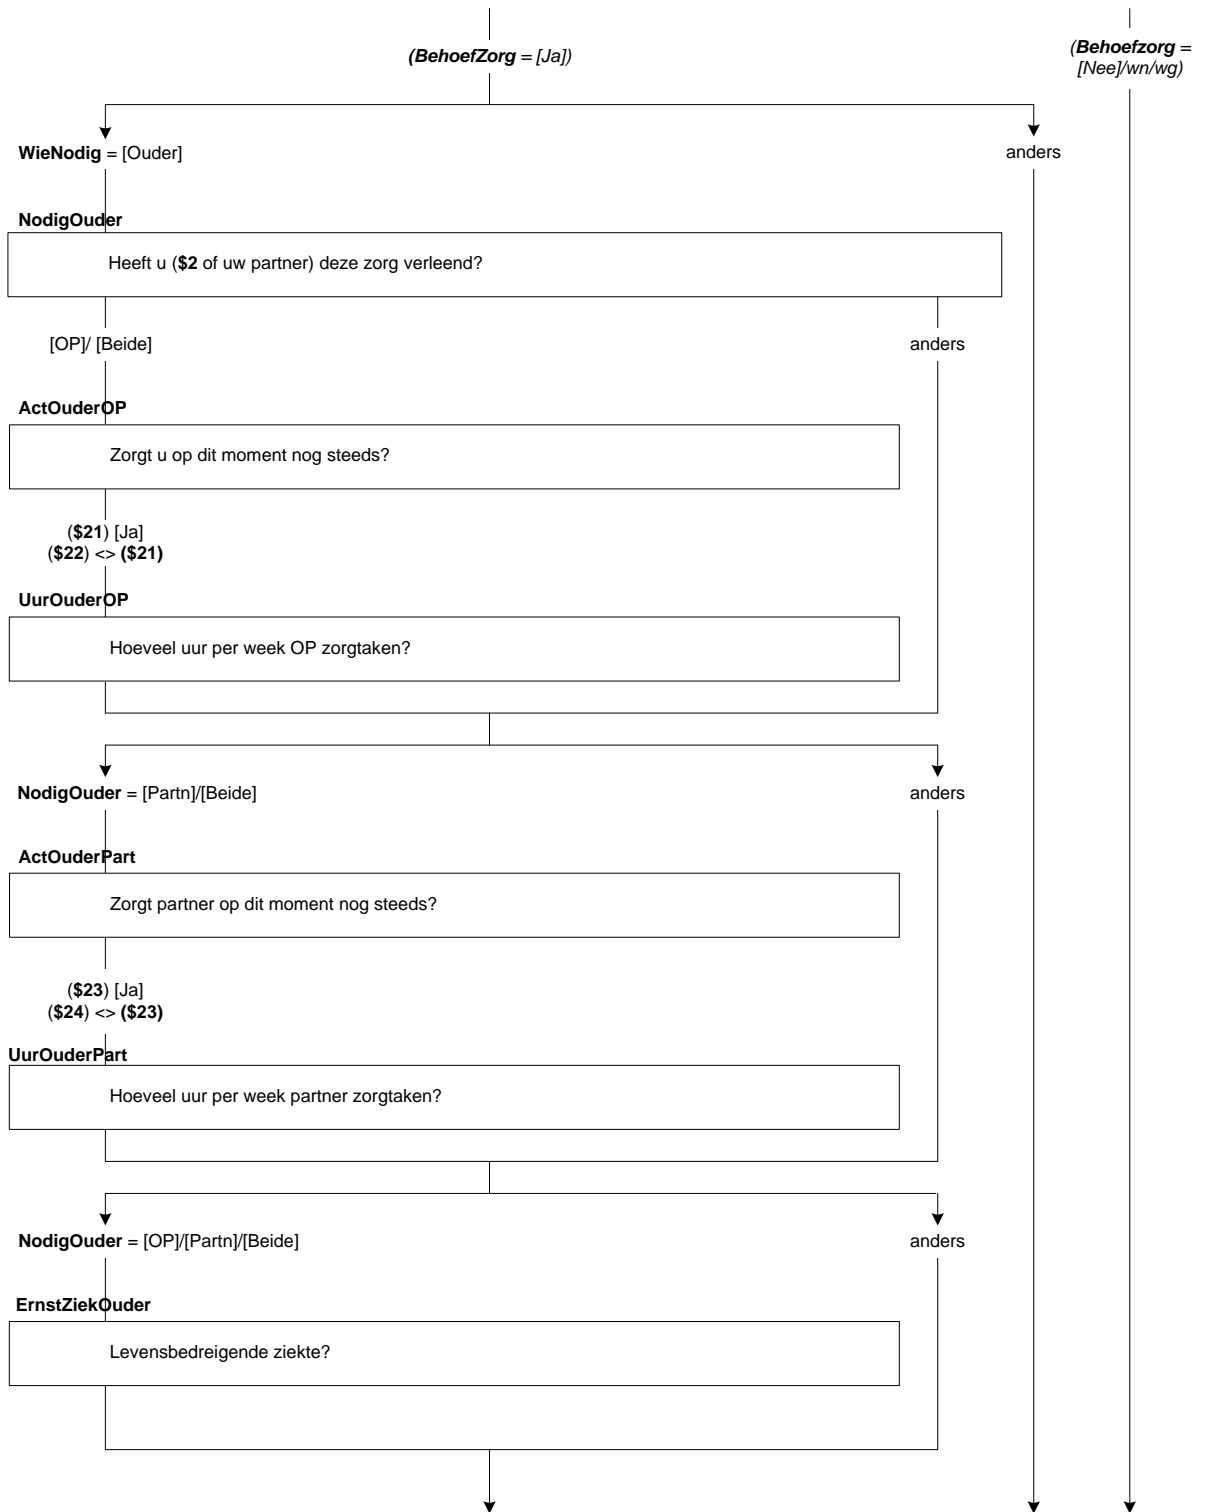 (BehoefZorg = [Ja])
(Behoefzorg =
[Nee]/wn/wg)
WieNodig = [Ouder]
anders
NodigOuder
Heeft u ($2 of uw partner) deze zorg verleend?
[OP]/ [Beide]
anders
ActOuderOP
Zorgt u op dit moment nog steeds?
($21) [Ja]
($22) <> ($21)
UurOuderOP
Hoeveel uur per week OP zorgtaken?
NodigOuder = [Partn]/[Beide]
anders
ActOuderPart
Zorgt partner op dit moment nog steeds?
($23) [Ja]
($24) <> ($23)
UurOuderPart
Hoeveel uur per week partner zorgtaken?
NodigOuder = [OP]/[Partn]/[Beide]
anders
ErnstZiekOuder
Levensbedreigende ziekte?